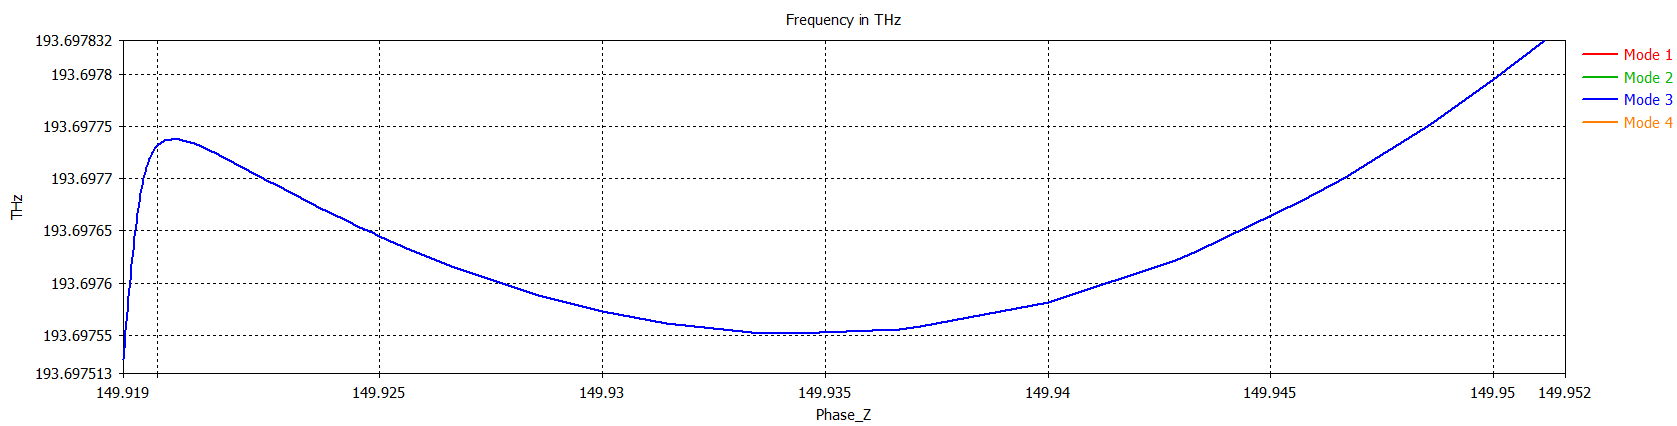 Frequency in THz
193.697832
193.6978
193.69775
193.6977
193.69765
193.6976
193.69755
193.697513
THz
149.919
149.925
149.93
149.935
149.94
149.945
149.95
149.952
Phase_Z
Mode 1
Mode 2
Mode 3
Mode 4